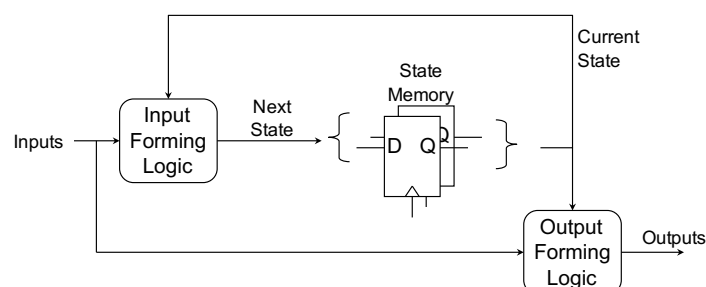 Current
State
State
Memory
Next
State
Input
Forming
Logic
Inputs
D Q
Q
Output
Forming
Logic
Outputs